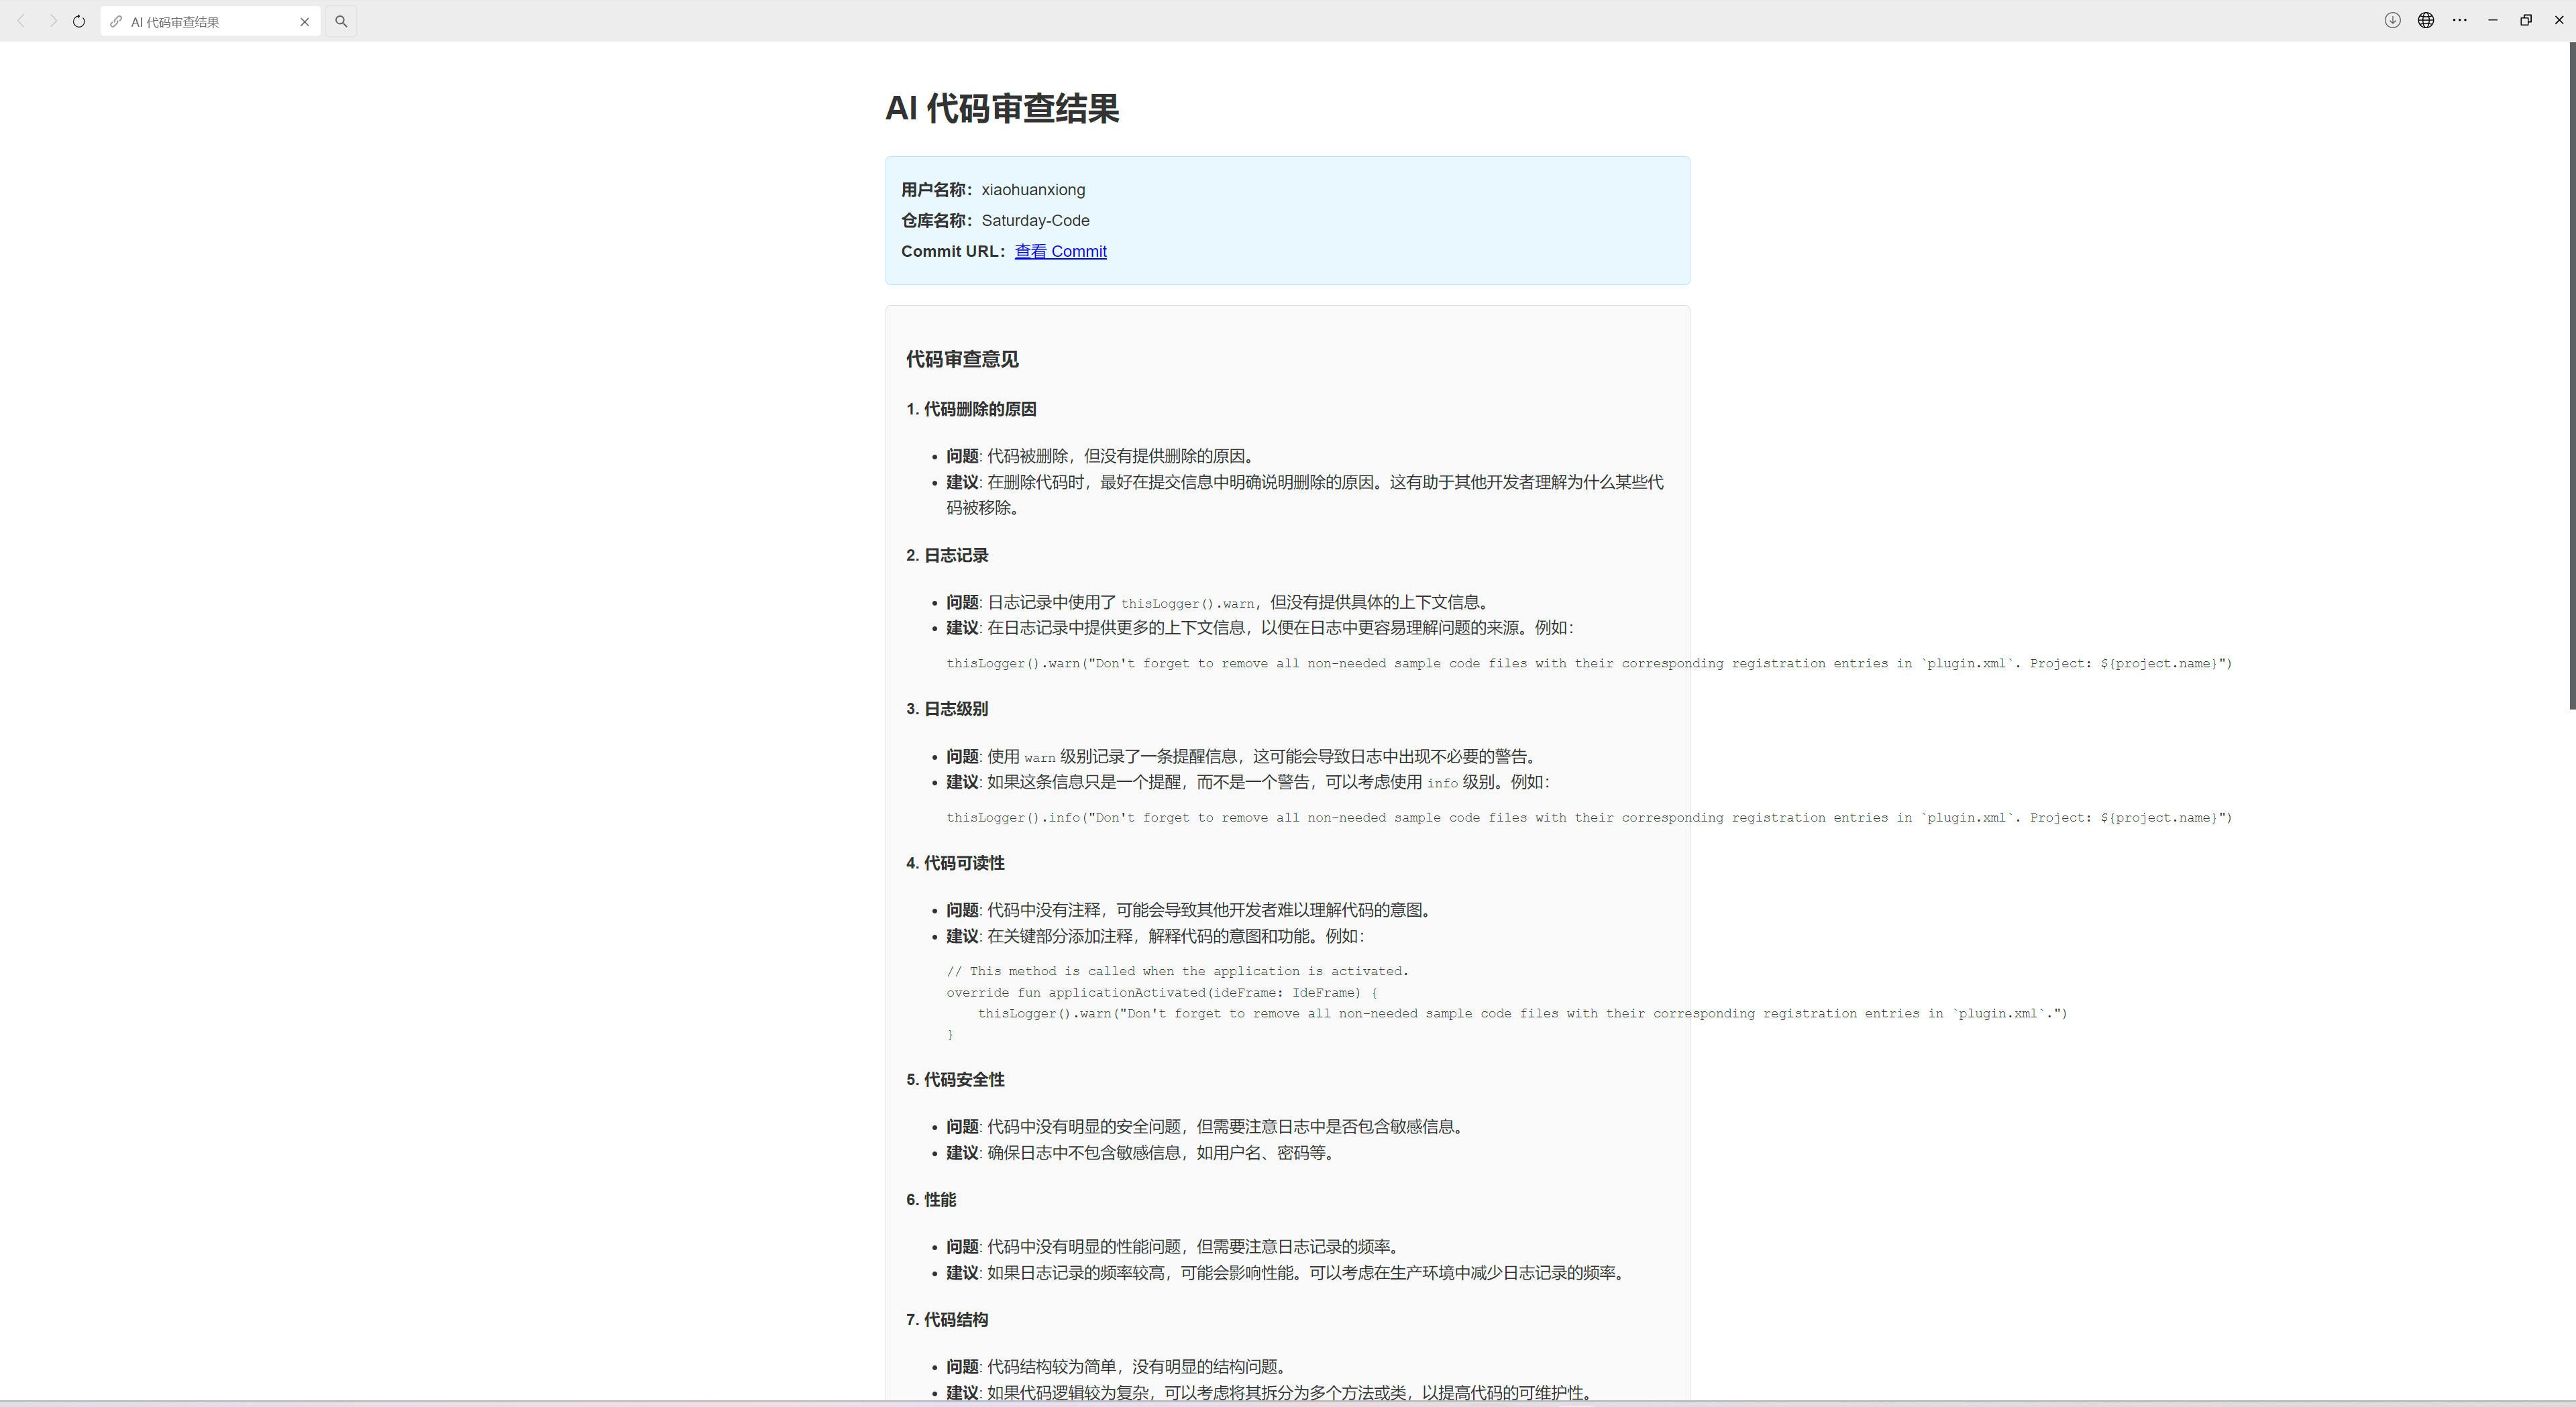 AI 代码审查结果
AI 代码审查结果
用户名称：xiaohuanxiong
仓库名称：Saturday-Code
Commit URL：查看 Commit
代码审查意见
1. 代码删除的原因
• 问题: 代码被删除，但没有提供删除的原因。
• 建议: 在删除代码时，最好在提交信息中明确说明删除的原因。这有助于其他开发者理解为什么某些代
码被移除。
2. 日志记录
• 问题: 日志记录中使用了 thisLogger().warn，但没有提供具体的上下文信息。
• 建议: 在日志记录中提供更多的上下文信息，以便在日志中更容易理解问题的来源。例如：
thisLogger().warn("Don't forget to remove all non-needed sample code files with their corresponding registration entries in `plugin.xml`. Project: ${project.name}")
3. 日志级别
• 问题: 使用 warn 级别记录了一条提醒信息，这可能会导致日志中出现不必要的警告。
• 建议: 如果这条信息只是一个提醒，而不是一个警告，可以考虑使用 info 级别。例如：
thisLogger().info("Don't forget to remove all non-needed sample code files with their corresponding registration entries in `plugin.xml`. Project: ${project.name}")
4. 代码可读性
• 问题: 代码中没有注释，可能会导致其他开发者难以理解代码的意图。
• 建议: 在关键部分添加注释，解释代码的意图和功能。例如：
// This method is called when the application is activated.
override fun applicationActivated(ideFrame: IdeFrame) {
    thisLogger().warn("Don't forget to remove all non-needed sample code files with their corresponding registration entries in `plugin.xml`.")
}
5. 代码安全性
• 问题: 代码中没有明显的安全问题，但需要注意日志中是否包含敏感信息。
• 建议: 确保日志中不包含敏感信息，如用户名、密码等。
6. 性能
• 问题: 代码中没有明显的性能问题，但需要注意日志记录的频率。
• 建议: 如果日志记录的频率较高，可能会影响性能。可以考虑在生产环境中减少日志记录的频率。
7. 代码结构
• 问题: 代码结构较为简单，没有明显的结构问题。
• 建议: 如果代码逻辑较为复杂，可以考虑将其拆分为多个方法或类，以提高代码的可维护性。